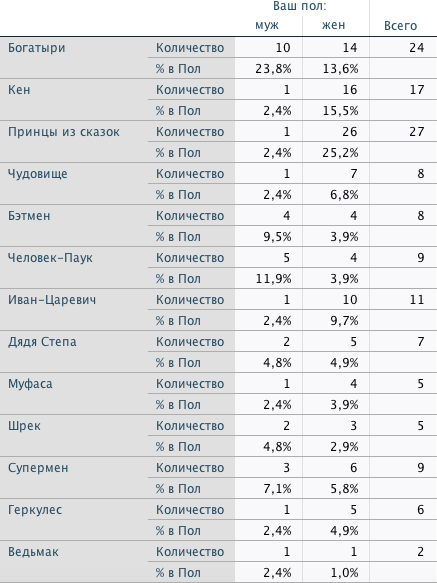 Ваш пол:
муж жен Всего
Богатыри Количество 10 14 24
% в Пол 23,8% 13,6%
Кен Количество 1 16 17
% в Пол 2,4% 15,5%
Принцы из сказок Количество 1 26 27
% в Пол 2,4% 25,2%
Чудовище Количество 1 7 8
% в Пол 2,4% 6,8%
Бэтмен Количество 4 4 8
% в Пол 9,5% 3,9%
Человек-Паук Количество 5 4 9
% в Пол 11,9% 3,9%
Иван-Царевич Количество 1 10 11
% в Пол 2,4% 9,7%
Дядя Степа Количество 2 5 7
% в Пол 4,8% 4,9%
Муфаса Количество 1 4 5
% в Пол 2,4% 3,9%
Шрек Количество 2 3 5
% в Пол 4,8% 2,9%
Супермен Количество 3 6 9
% в Пол 7,1% 5,8%
Геркулес Количество 1 5 6
% в Пол 2,4% 4,9%
Ведьмак Количество 1 1 2
% в Пол 2,4% 1,0%